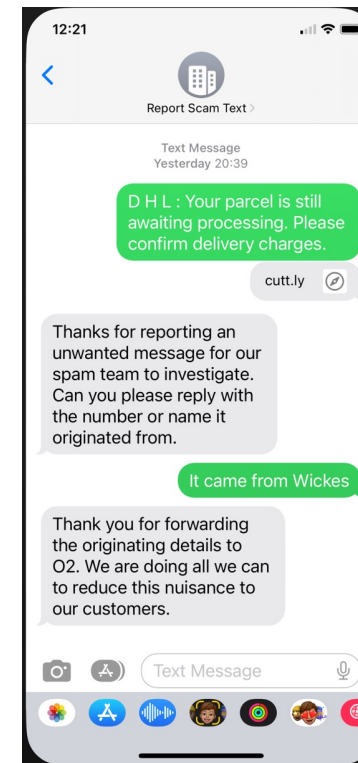 12:21
Report Scam Text
Text Message
Yesterday 20:39
D H L : Your parcel is still
awaiting processing. Please
confirm delivery charges.
cutt.ly
Thanks for reporting an
unwanted message for our
spam team to investigate.
Can you please reply with
the number or name it
originated from.
It came from Wickes
Thank you for forwarding
the originating details to
O2. We are doing all we can
to reduce this nuisance to
our customers.
Text Message